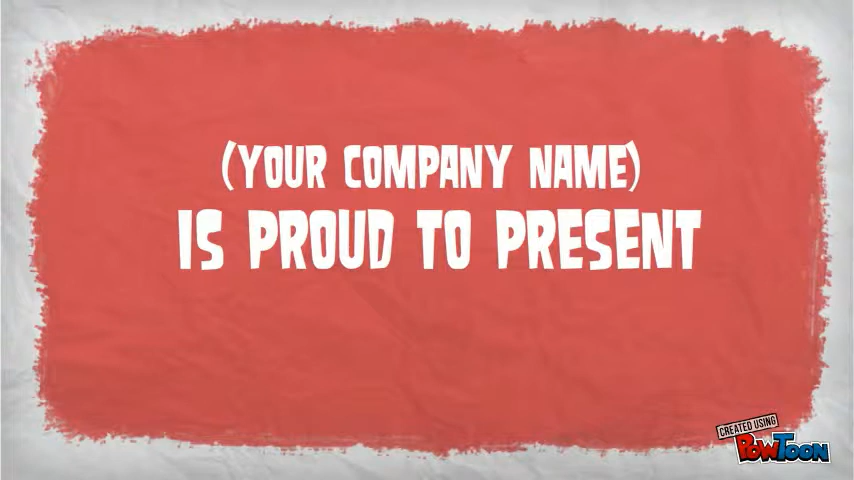 (YOUR COMPANY NAME)
IS PROUD TO PRESENT
CREATED USING
POWTOON